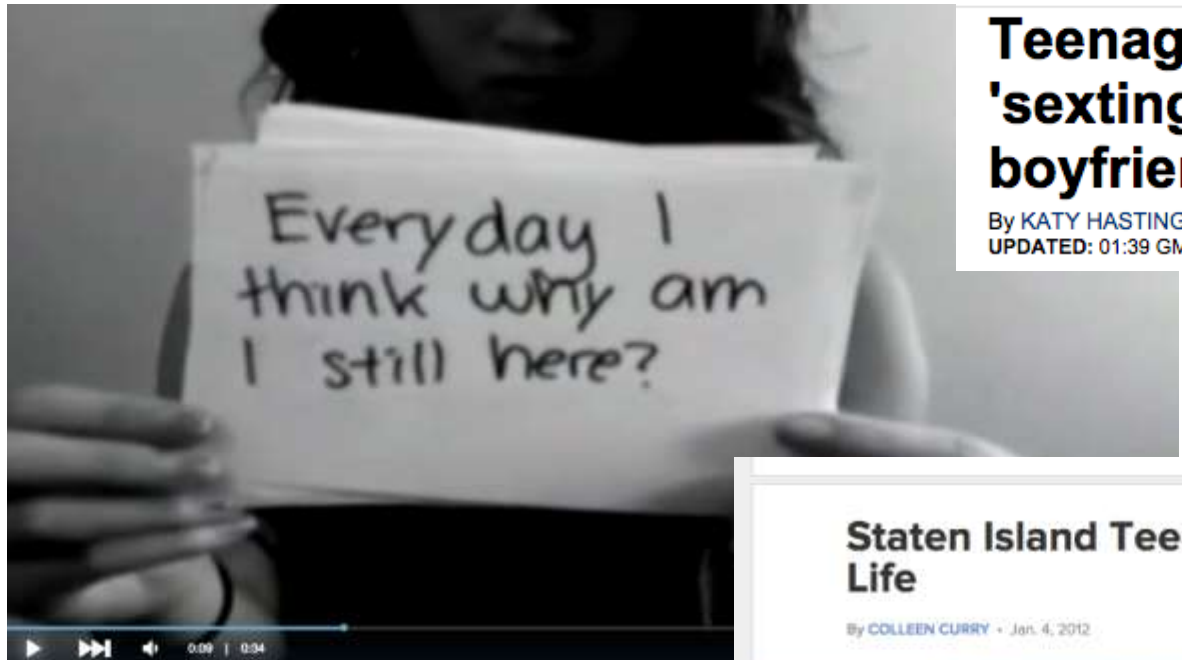 Everyday I
think why am
I still here?
Teenag
'sexting
boyfrie
By KATY HASTING
UPDATED: 01:39 GM
Staten Island Tee
Life
By COLLEEN CURRY • Jan. 4, 2012
0:09 | 0:34